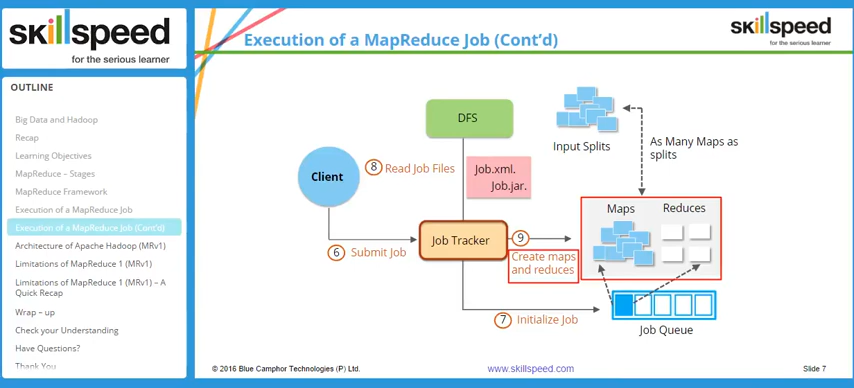 skillspeed
for the serious learner
OUTLINE
Big Data and Hadoop
Recap
Learning Objectives
MapReduce – Stages
MapReduce Framework
Execution of a MapReduce Job
Execution of a MapReduce Job (Cont'd)
Architecture of Apache Hadoop (MRv1)
Limitations of MapReduce 1 (MRv1)
Limitations of MapReduce 1 (MRv1) – A
Quick Recap
Wrap – up
Check your Understanding
Have Questions?
Thank You
Execution of a MapReduce Job (Cont'd)
skillspeed
for the serious learner
DFS
Input Splits
As Many Maps as
splits
Client
8 Read Job Files
Job.xml.
Job.jar.
Maps
Reduces
6 Submit Job
Job Tracker
9
Create maps
and reduces
7 Initialize Job
Job Queue
© 2016 Blue Camphor Technologies (P) Ltd.
www.skillspeed.com
Slide 7